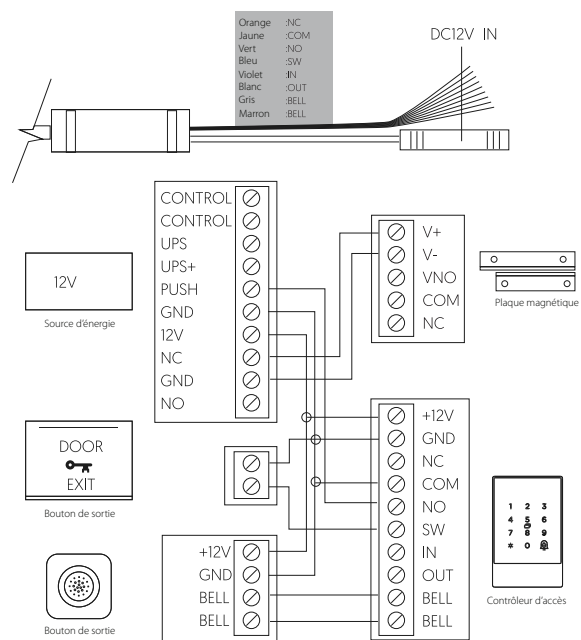 Orange :NC
Jaune :COM
Vert :NO
Bleu :SW
Violet :IN
Blanc :OUT
Gris :BELL
Marron :BELL
DC12V IN
CONTROL
CONTROL
UPS
UPS+
PUSH
GND
12V
NC
GND
NO
V+
V-
VNO
COM
NC
Plaque magnétique
12V
Source d'énergie
DOOR
EXIT
Bouton de sortie
+12V
GND
NC
COM
NO
SW
IN
OUT
BELL
BELL
1 2 3
4 5 6
7 8 9
* 0
Contrôleur d'accès
+12V
GND
BELL
BELL
Bouton de sortie